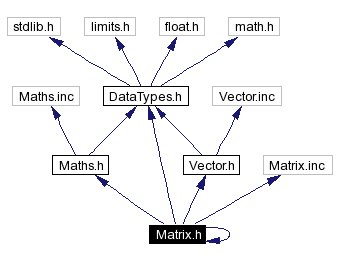 stdlib.h
limits.h
float.h
math.h
Maths.inc
DataTypes.h
Vector.inc
Maths.h
Vector.h
Matrix.inc
Matrix.h